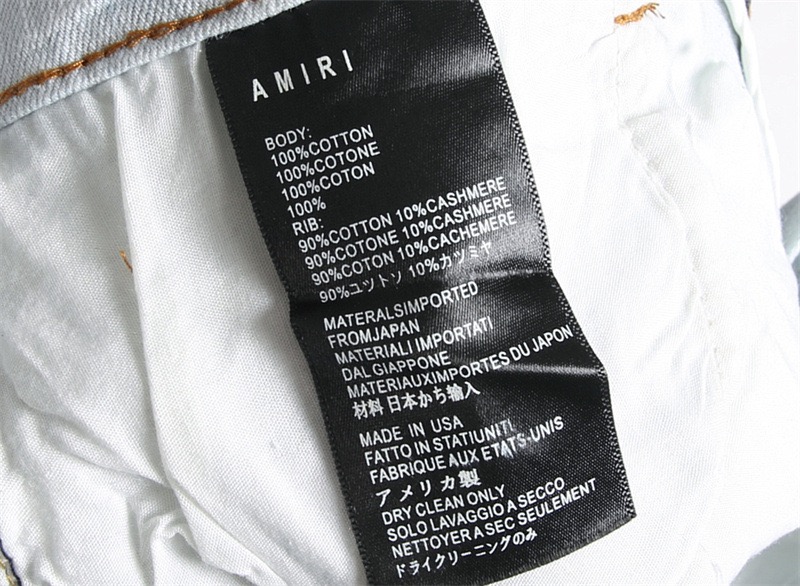 AMIRI
BODY:
100%COTTON
100%COTONE
100%COTON
100%
RIB:
90%COTTON 10%CASHMERE
90%COTONE 10%CASHMERE
90%COTON 10%CACHEMERE
90%ユツトソ 10%カツミヤ
MATERALSIMPORTED
FROMJAPAN
MATERIALI IMPORTATI
DAL GIAPPONE
MATERIAUXIMPORTES DU JAPON
材料 日本かち输入
MADE IN USA
FATTO IN STATIUNITI
FABRIQUE AUX ETATS-UNIS
アメリカ製
DRY CLEAN ONLY
SOLO LAVAGGIO A SECCO
NETTOYER A SEC SEULEMENT
ドライクリーニングのみ